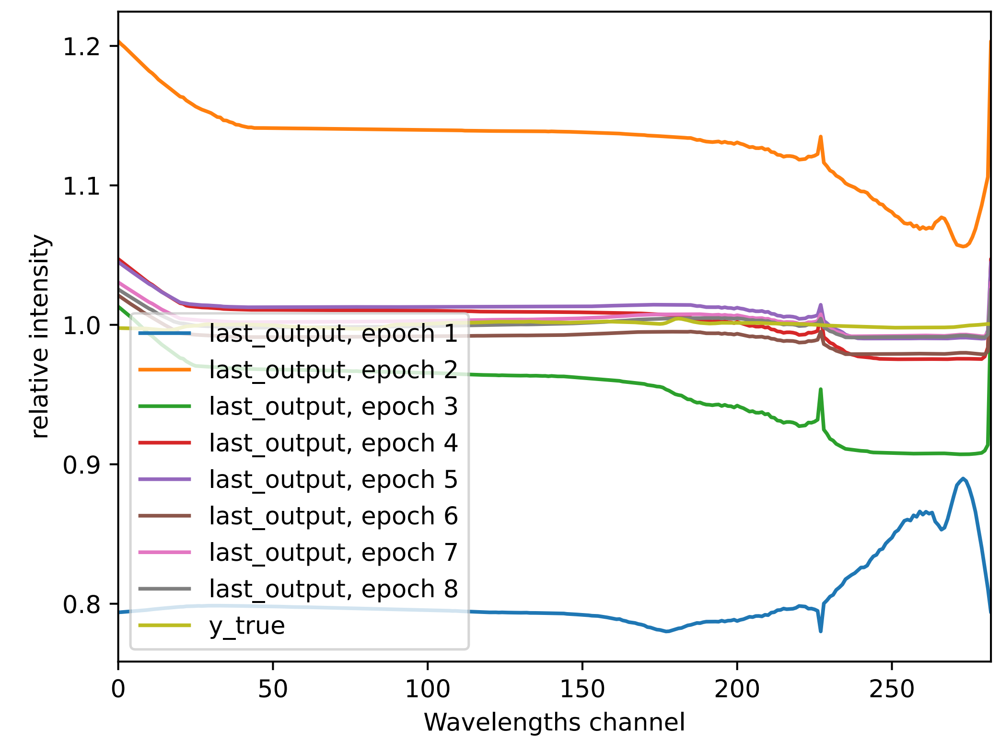 1.2
1.1
1.0
0.9
0.8
relative intensity
last_output, epoch 1
last_output, epoch 2
last_output, epoch 3
last_output, epoch 4
last_output, epoch 5
last_output, epoch 6
last_output, epoch 7
last_output, epoch 8
y_true
0 50 100 150 200 250
Wavelengths channel